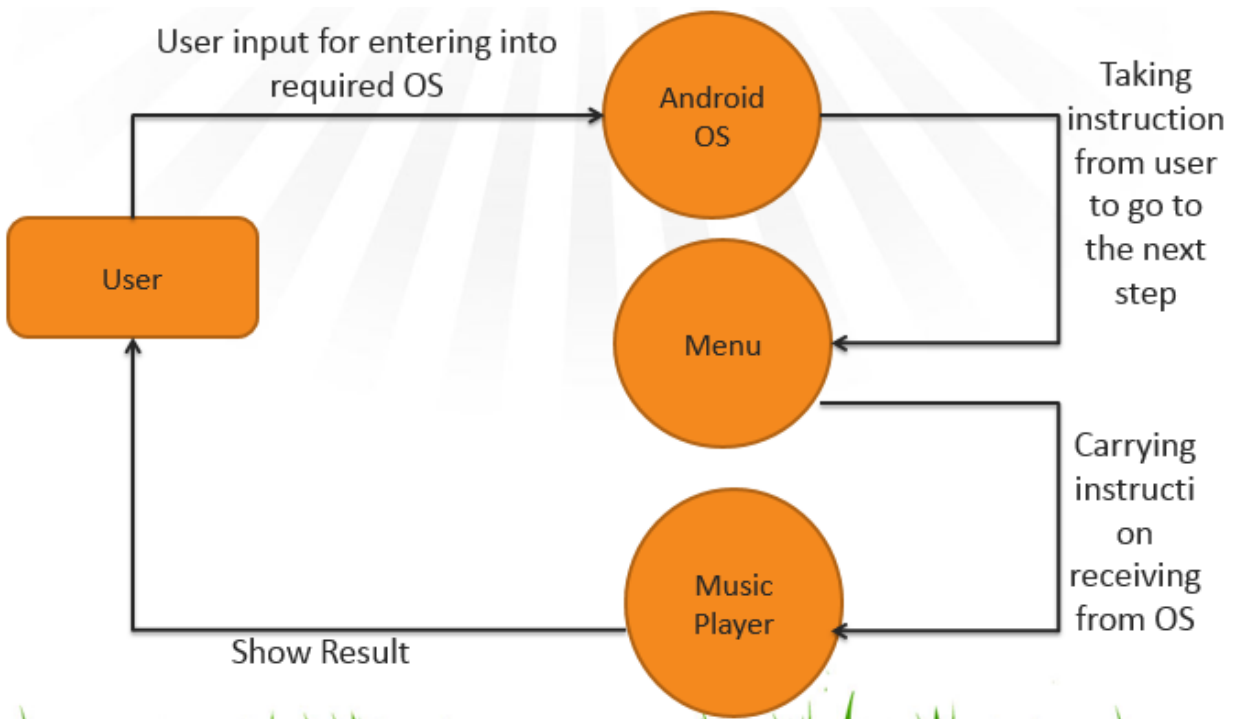 User input for entering into
required OS
Android
OS
Taking
instruction
from user
to go to
the next
step
User
Menu
Carrying
instructi
on
receiving
from OS
Music
Player
Show Result